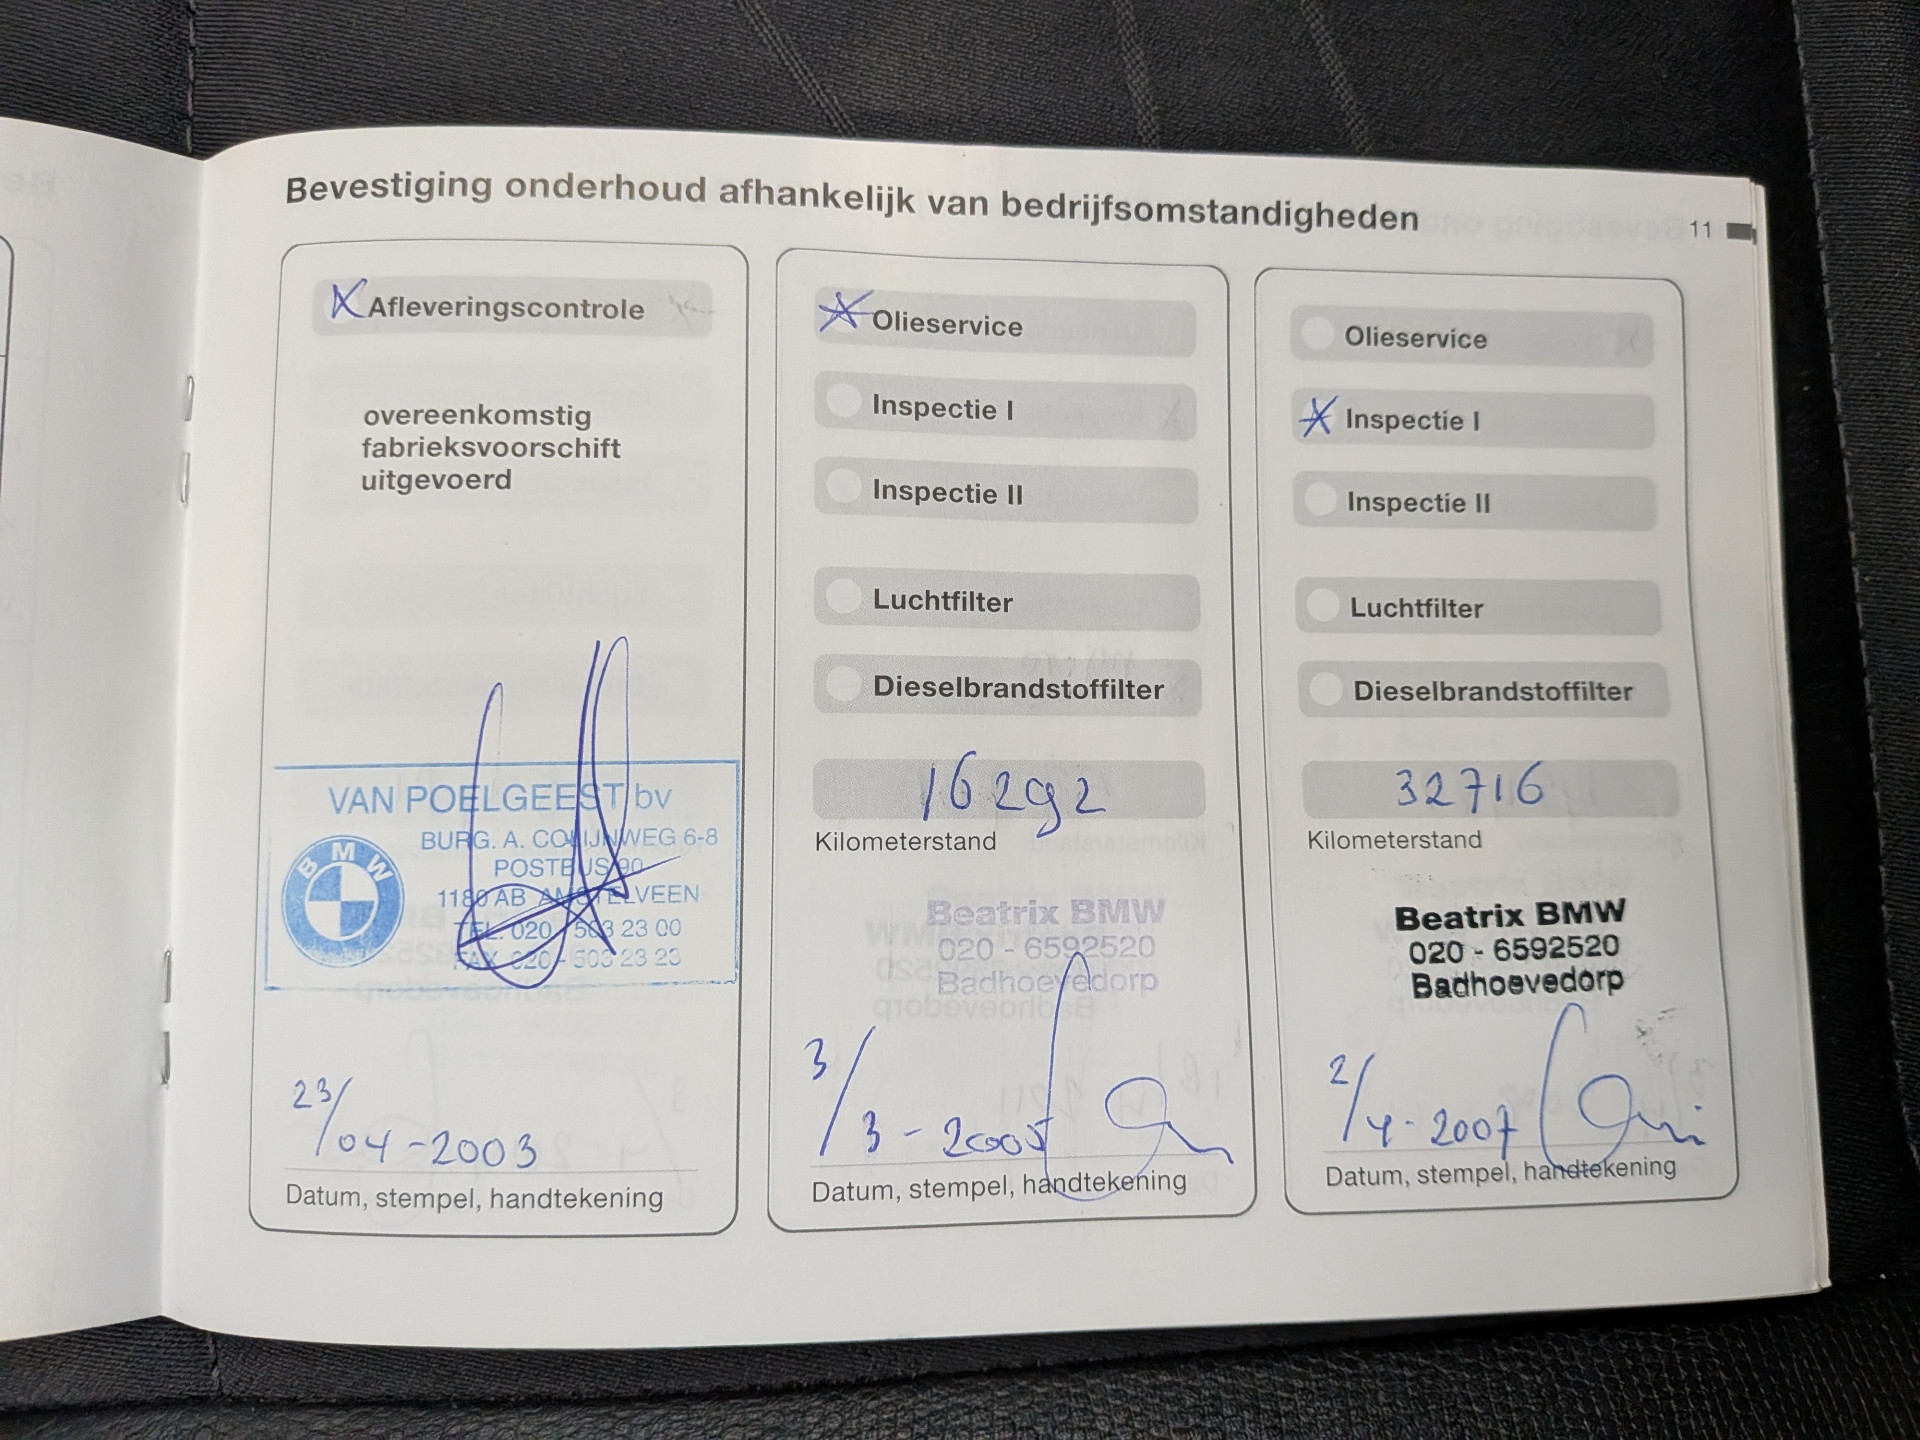 Bevestiging onderhoud afhankelijk van bedrijfsomstandigheden
11
X Afleveringscontrole
overeenkomstig
fabrieksvoorschift
uitgevoerd
VAN POELGEEST bv
BMW
BURG. A. COLIJNWEG 6-8
POSTBUS 90
1180 AB AMSTELVEEN
TEL. 020 - 503 23 00
FAX 020 - 503 23 23
23/04-2003
Datum, stempel, handtekening
X Olieservice
Inspectie I
Inspectie II
Luchtfilter
Dieselbrandstoffilter
16292
Kilometerstand
Beatrix BMW
020 - 6592520
Badhoevedorp
3/3-2005
Datum, stempel, handtekening
Olieservice
X Inspectie I
Inspectie II
Luchtfilter
Dieselbrandstoffilter
32716
Kilometerstand
Beatrix BMW
020 - 6592520
Badhoevedorp
2/4-2007
Datum, stempel, handtekening